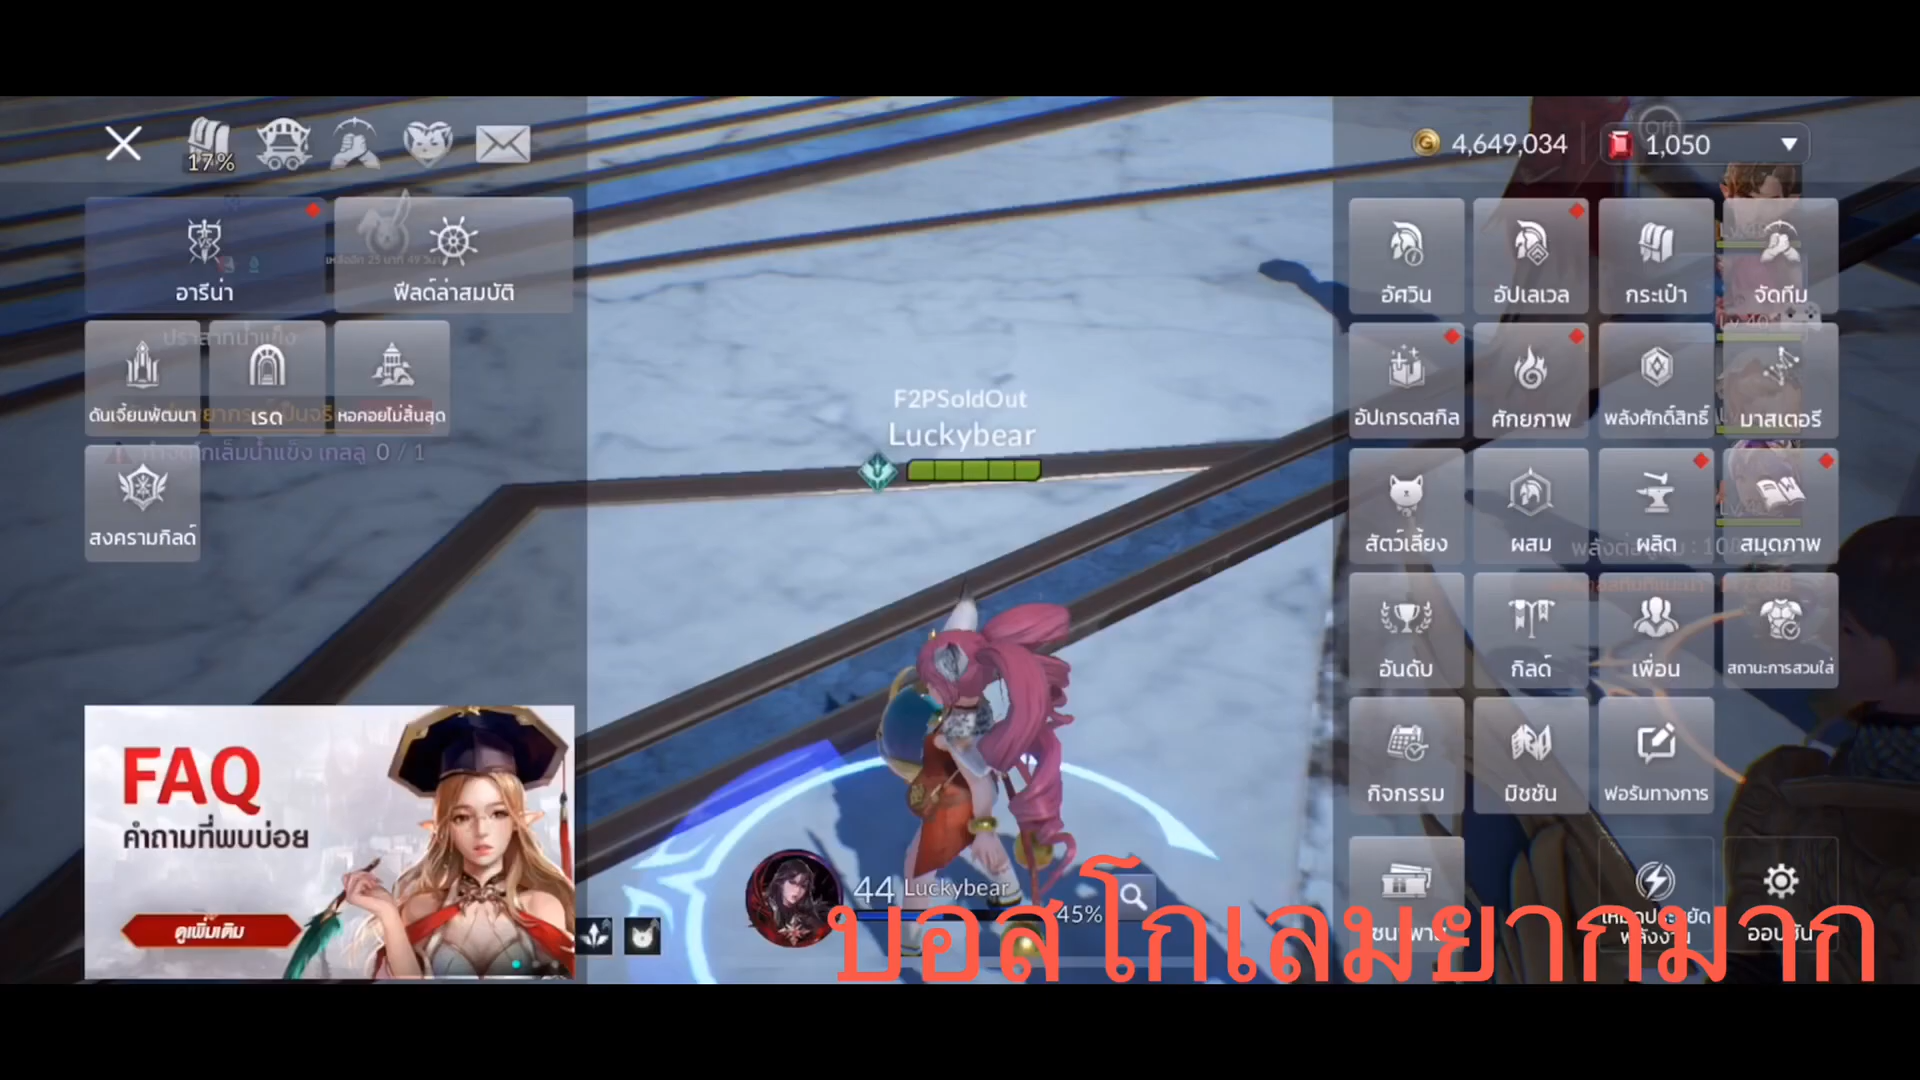 17%
4,649,034
1,050
อารีน่า
ฟีลด์ล่าสมบัติ
อัศวิน
อัปเลเวล
กระเป๋า
จัดทีม
ดันเจี้ยนพัฒนา
เรด
หอคอยไม่สิ้นสุด
อัปเกรดสกิล
ศักยภาพ
พลังศักดิ์สิทธิ์
มาสเตอรี่
F2PSoldOut
Luckybear
0 / 1
สงครามกิลด์
สัตว์เลี้ยง
ผสม
ผลิต
สมุดภาพ
อันดับ
กิลด์
เพื่อน
สถานะการสวมใส่
กิจกรรม
มิชชัน
ฟอรัมทางการ
FAQ
คำถามที่พบบ่อย
ดูเพิ่มเติม
44 Luckybear
45%
บอสโกเลมยากมาก